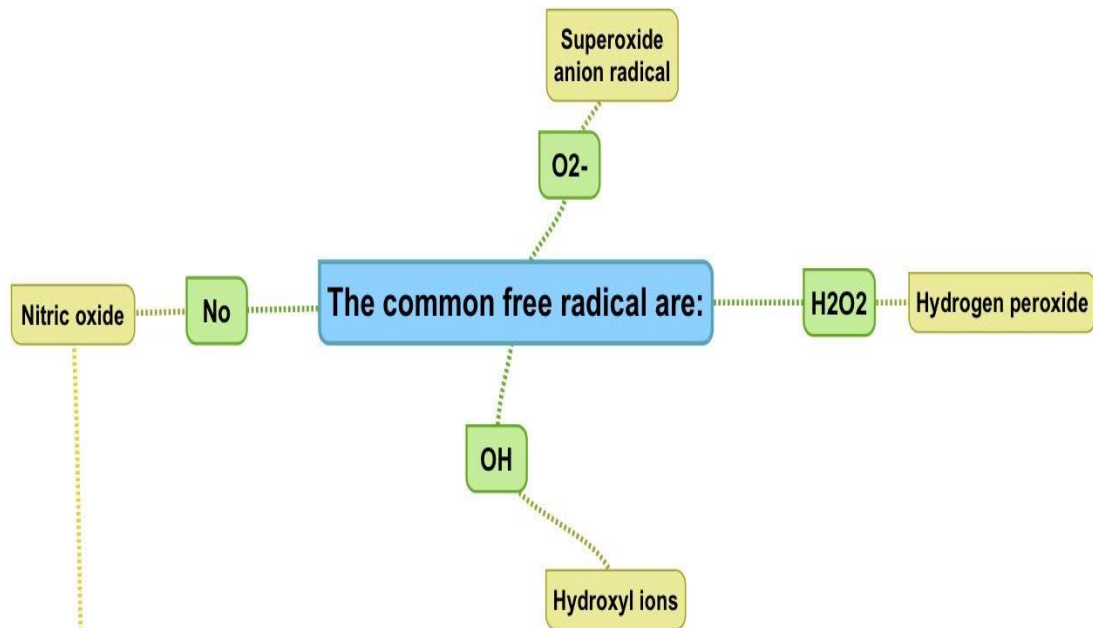 Superoxide
anion radical
O2-
The common free radical are:
No
Nitric oxide
H2O2
Hydrogen peroxide
OH
Hydroxyl ions